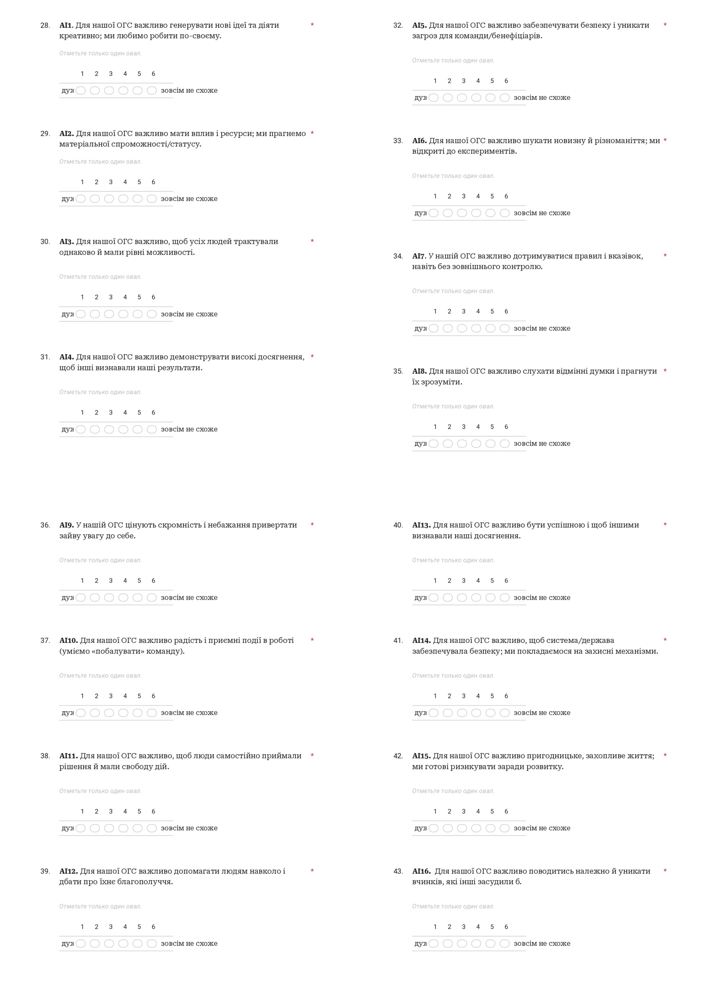 28. АІ1. Для нашої ОГС важливо генерувати нові ідеї та діяти *
креативно; ми любимо робити по-своєму.
Отметьте только один овал.
1 2 3 4 5 6
дуж зовсім не схоже
29. АІ2. Для нашої ОГС важливо мати вплив і ресурси; ми прагнемо *
матеріальної спроможності/статусу.
Отметьте только один овал.
1 2 3 4 5 6
дуж зовсім не схоже
30. АІ3. Для нашої ОГС важливо, щоб усіх людей трактували *
однаково й мали рівні можливості.
Отметьте только один овал.
1 2 3 4 5 6
дуж зовсім не схоже
31. АІ4. Для нашої ОГС важливо демонструвати високі досягнення, *
щоб інші визнавали наші результати.
Отметьте только один овал.
1 2 3 4 5 6
дуж зовсім не схоже
32. АІ5. Для нашої ОГС важливо забезпечувати безпеку і уникати *
загроз для команди/бенефіціарів.
Отметьте только один овал.
1 2 3 4 5 6
дуж зовсім не схоже
33. АІ6. Для нашої ОГС важливо шукати новизну й різноманіття; ми *
відкриті до експериментів.
Отметьте только один овал.
1 2 3 4 5 6
дуж зовсім не схоже
34. АІ7. У нашій ОГС важливо дотримуватися правил і вказівок, *
навіть без зовнішнього контролю.
Отметьте только один овал.
1 2 3 4 5 6
дуж зовсім не схоже
35. АІ8. Для нашої ОГС важливо слухати відмінні думки і прагнути *
їх зрозуміти.
Отметьте только один овал.
1 2 3 4 5 6
дуж зовсім не схоже
36. АІ9. У нашій ОГС цінують скромність і небажання привертати *
зайву увагу до себе.
Отметьте только один овал.
1 2 3 4 5 6
дуж зовсім не схоже
37. АІ10. Для нашої ОГС важливо радість і приємні події в роботі *
(уміємо «побалувати» команду).
Отметьте только один овал.
1 2 3 4 5 6
дуж зовсім не схоже
38. АІ11. Для нашої ОГС важливо, щоб люди самостійно приймали *
рішення й мали свободу дій.
Отметьте только один овал.
1 2 3 4 5 6
дуж зовсім не схоже
39. АІ12. Для нашої ОГС важливо допомагати людям навколо і *
дбати про їхнє благополуччя.
Отметьте только один овал.
1 2 3 4 5 6
дуж зовсім не схоже
40. АІ13. Для нашої ОГС важливо бути успішною і щоб іншими *
визнавали наші досягнення.
Отметьте только один овал.
1 2 3 4 5 6
дуж зовсім не схоже
41. АІ14. Для нашої ОГС важливо, щоб система/держава *
забезпечувала безпеку; ми покладаємося на захисні механізми.
Отметьте только один овал.
1 2 3 4 5 6
дуж зовсім не схоже
42. АІ15. Для нашої ОГС важливо пригодницьке, захопливе життя; *
ми готові ризикувати заради розвитку.
Отметьте только один овал.
1 2 3 4 5 6
дуж зовсім не схоже
43. АІ16. Для нашої ОГС важливо поводитись належно й уникати *
вчинків, які інші засудили б.
Отметьте только один овал.
1 2 3 4 5 6
дуж зовсім не схоже